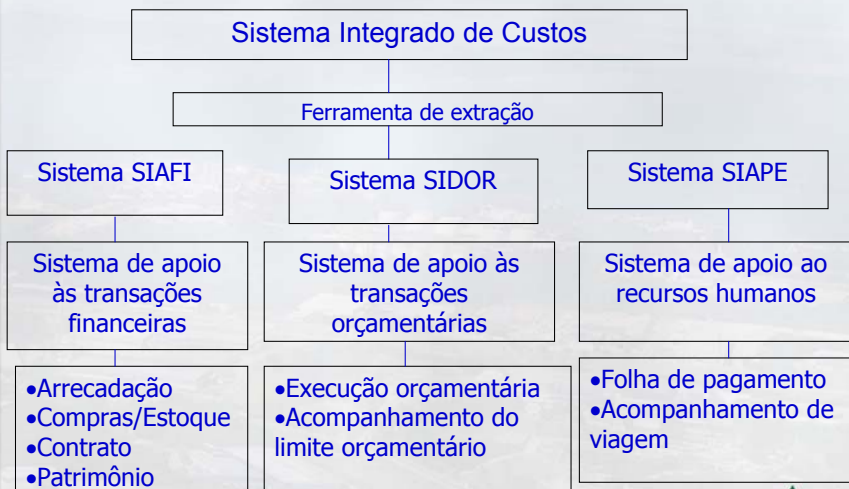 Sistema Integrado de Custos
Ferramenta de extração
Sistema SIAFI
Sistema SIDOR
Sistema SIAPE
Sistema de apoio
às transações
financeiras
Sistema de apoio às
transações
orçamentárias
Sistema de apoio ao
recursos humanos
•Arrecadação
•Compras/Estoque
•Contrato
•Patrimônio
•Execução orçamentária
•Acompanhamento do
limite orçamentário
•Folha de pagamento
•Acompanhamento de
viagem